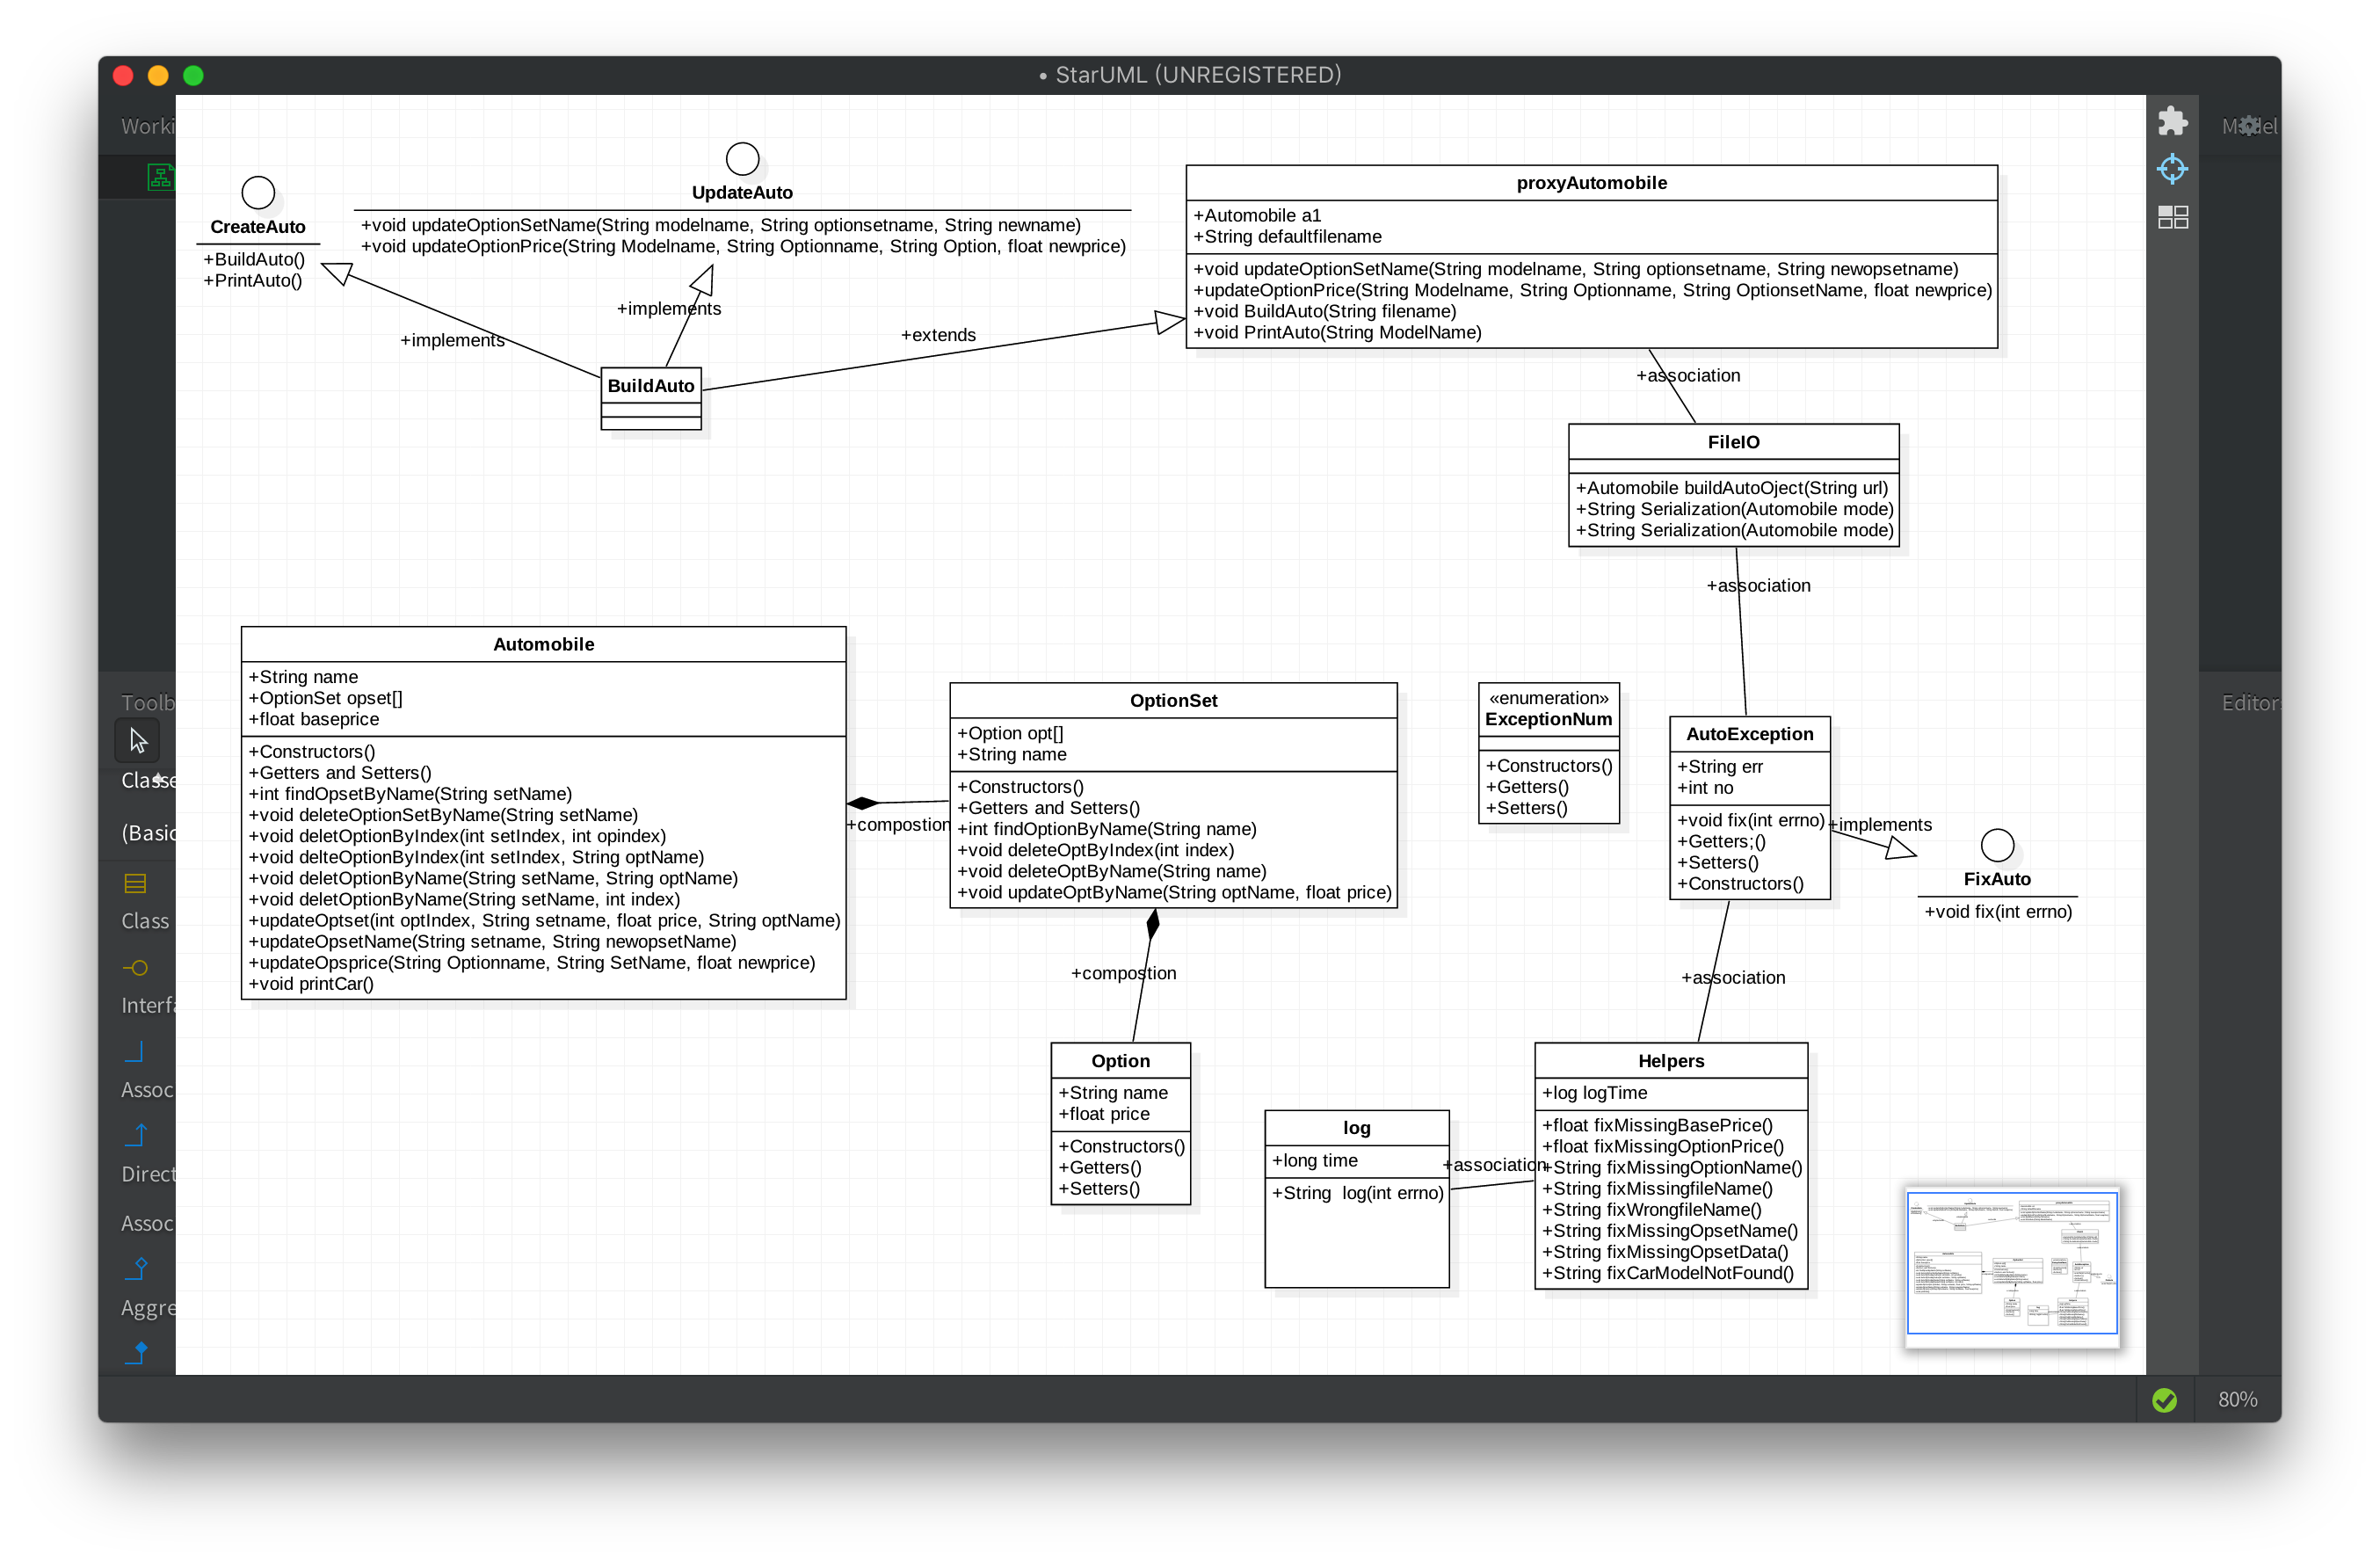 • StarUML (UNREGISTERED)
Worki
CreateAuto
+BuildAuto()
+PrintAuto()
UpdateAuto
+void updateOptionSetName(String modelname, String optionsetname, String newname)
+void updateOptionPrice(String Modelname, String Optionname, String Option, float newprice)
proxyAutomobile
+Automobile a1
+String defaultfilename
+void updateOptionSetName(String modelname, String optionsetname, String newopsetname)
+updateOptionPrice(String Modelname, String Optionname, String OptionsetName, float newprice)
+void BuildAuto(String filename)
+void PrintAuto(String ModelName)
+implements
+implements
+extends
BuildAuto
+association
FileIO
+Automobile buildAutoOject(String url)
+String Serialization(Automobile mode)
+String Serialization(Automobile mode)
+association
Automobile
+String name
+OptionSet opset[]
+float baseprice
+Constructors()
+Getters and Setters()
+int findOpsetByName(String setName)
+void deleteOptionSetByName(String setName)
+void deletOptionByIndex(int setIndex, int opindex)
+void delteOptionByIndex(int setIndex, String optName)
+void deletOptionByName(String setName, String optName)
+void deletOptionByName(String setName, int index)
+updateOptset(int optIndex, String setname, float price, String optName)
+updateOpsetName(String setname, String newopsetName)
+updateOpsprice(String Optionname, String SetName, float newprice)
+void printCar()
+compostion
OptionSet
+Option opt[]
+String name
+Constructors()
+Getters and Setters()
+int findOptionByName(String name)
+void deleteOptByIndex(int index)
+void deleteOptByName(String name)
+void updateOptByName(String optName, float price)
+compostion
Option
+String name
+float price
+Constructors()
+Getters()
+Setters()
«enumeration»
ExceptionNum
+Constructors()
+Getters()
+Setters()
AutoException
+String err
+int no
+void fix(int errno)
+Getters;()
+Setters()
+Constructors()
+implements
FixAuto
+void fix(int errno)
+association
Helpers
+log logTime
+float fixMissingBasePrice()
+float fixMissingOptionPrice()
+String fixMissingOptionName()
+String fixMissingfileName()
+String fixWrongfileName()
+String fixMissingOpsetName()
+String fixMissingOpsetData()
+String fixCarModelNotFound()
+association
log
+long time
+String  log(int errno)
Toolb
Classe
(Basic
Class
Interfa
Assoc
Direct
Assoc
Aggre
Editor
80%